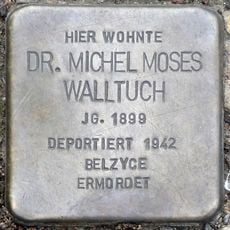 HIER WOHNTE
DR. MICHEL MOSES
WALLTUCH
JG. 1899
DEPORTIERT 1942
BELZYCE
ERMORDET